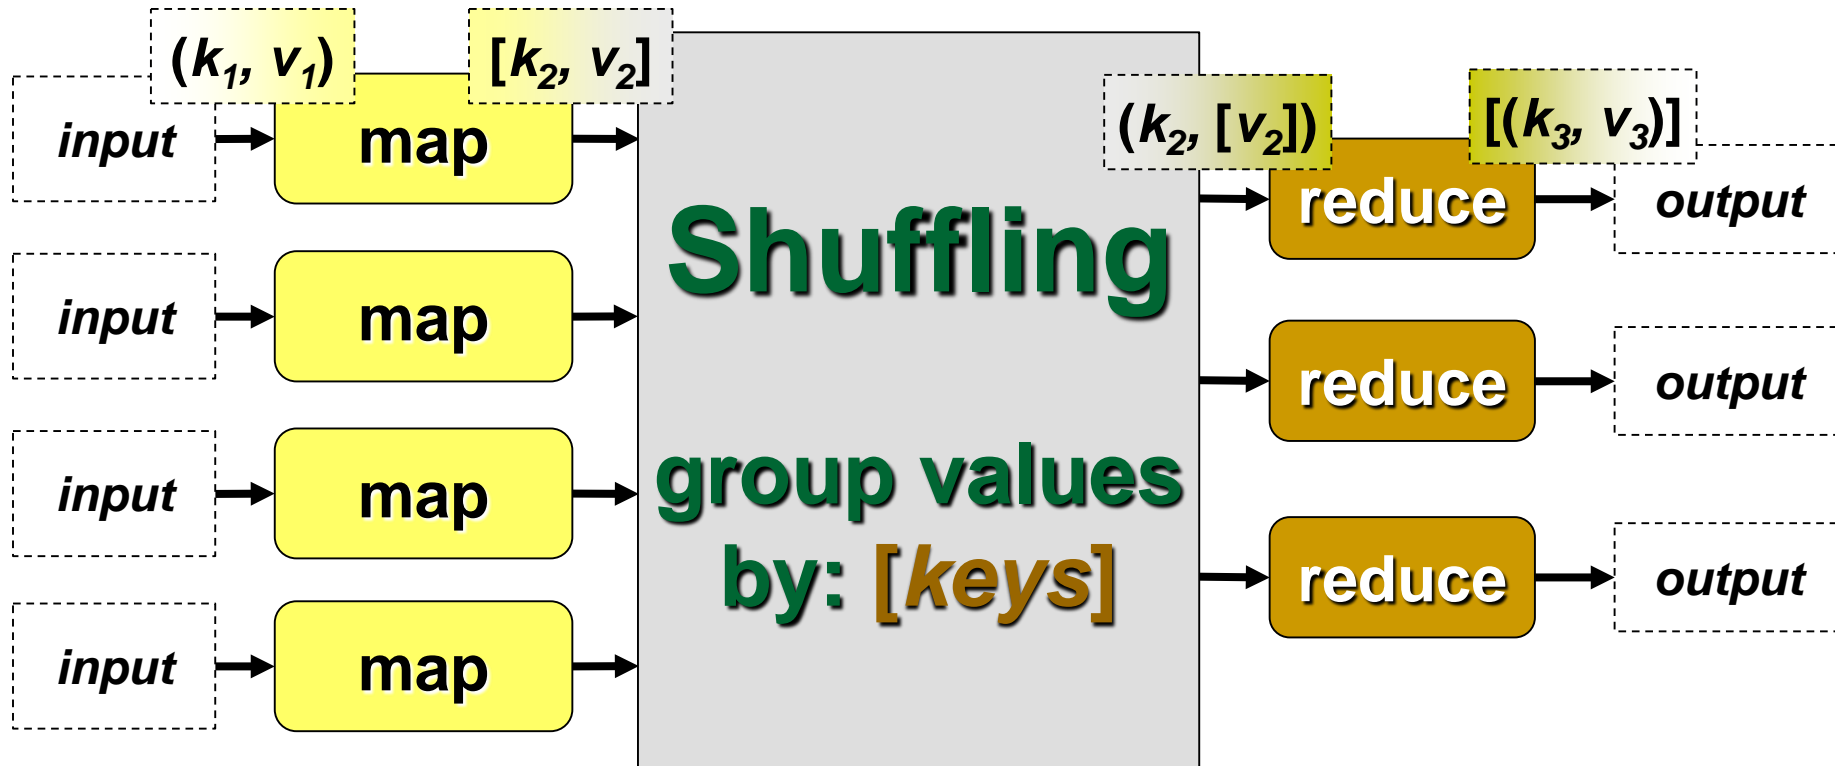 (k1, v1)
[k2, v2]
(k2, [v2])
[(k3, v3)]
input
map
input
map
input
map
input
map
Shuffling
group values
by: [keys]
reduce
output
reduce
output
reduce
output